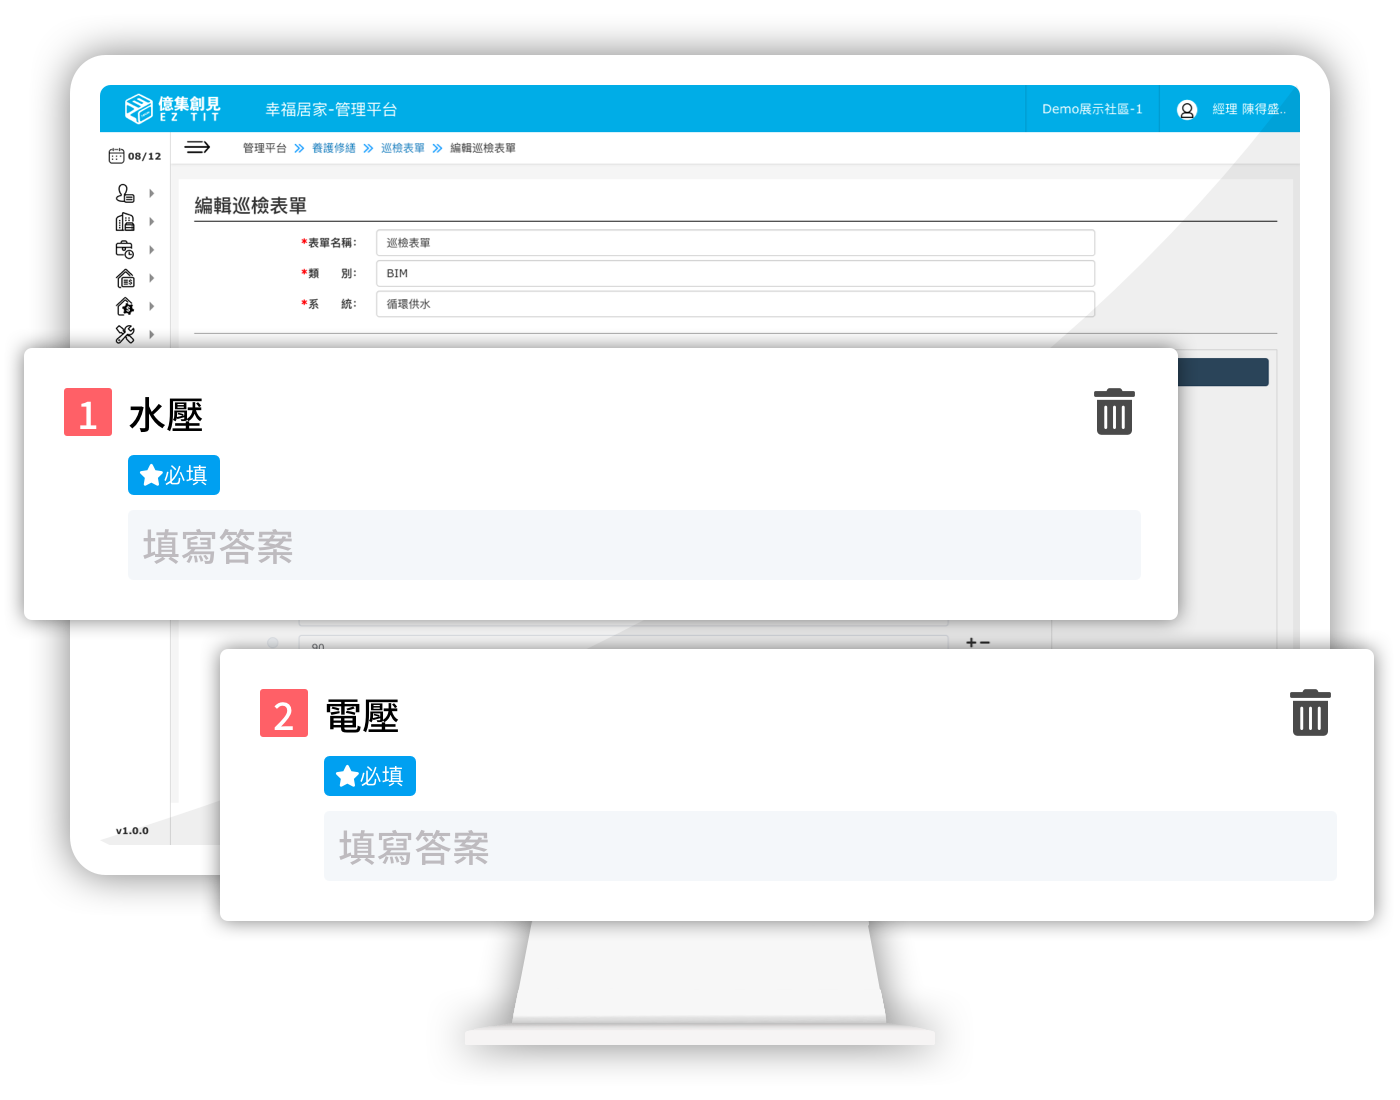 億集創見
EZ TIT
幸福居家-管理平台
Demo展示社區-1
經理 陳得盛..
08/12
管理平台 養護修繕 巡檢表單 編輯巡檢表單
編輯巡檢表單
*表單名稱: 巡檢表單
*類 別: BIM
*系 統: 循環供水
1 水壓
必填
填寫答案
90
2 電壓
必填
填寫答案
v1.0.0